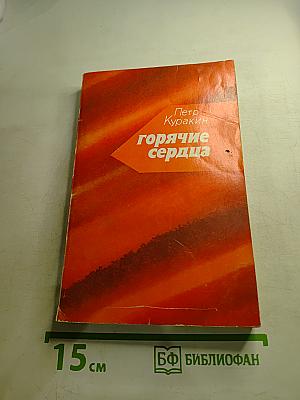 Петр
Куракин
горячие
сердца
15 см
БФ БИБЛИОФАН